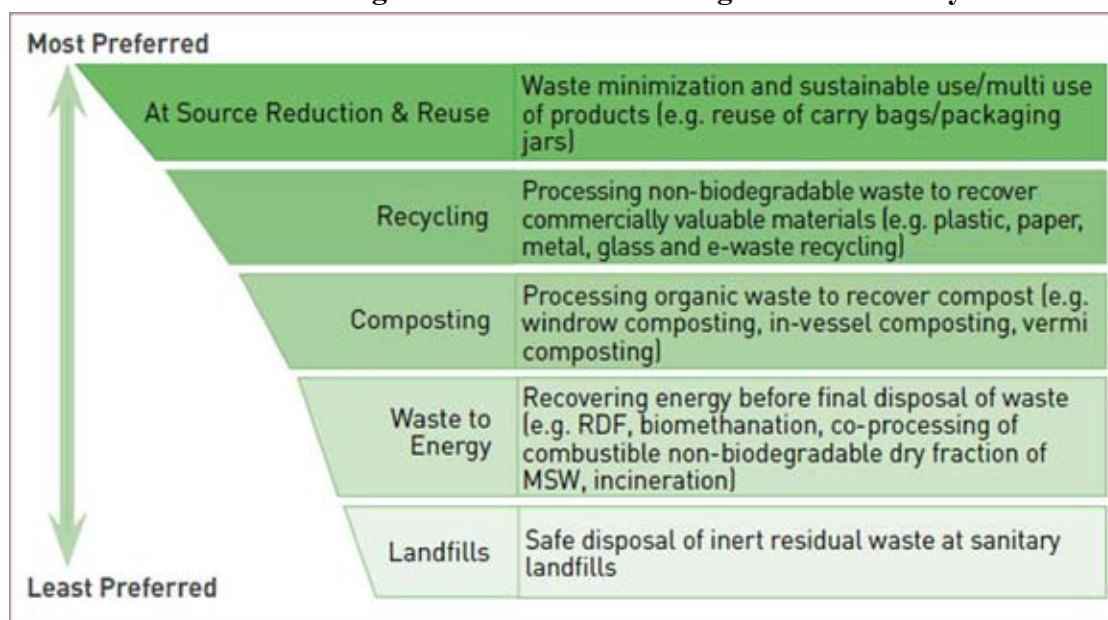 Most Preferred
At Source Reduction & Reuse
Waste minimization and sustainable use/multi use
of products (e.g. reuse of carry bags/packaging
jars)
Recycling
Processing non-biodegradable waste to recover
commercially valuable materials (e.g. plastic, paper,
metal, glass and e-waste recycling)
Composting
Processing organic waste to recover compost (e.g.
windrow composting, in-vessel composting, vermi
composting)
Waste to
Energy
Recovering energy before final disposal of waste
(e.g. RDF, biomethanation, co-processing of
combustible non-biodegradable dry fraction of
MSW, incineration)
Landfills
Safe disposal of inert residual waste at sanitary
landfills
Least Preferred